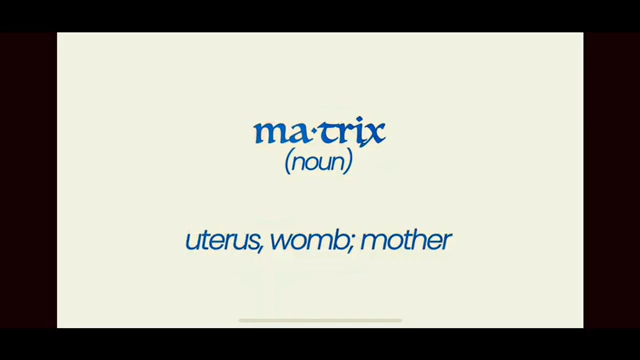 ma·trix
(noun)
uterus, womb; mother